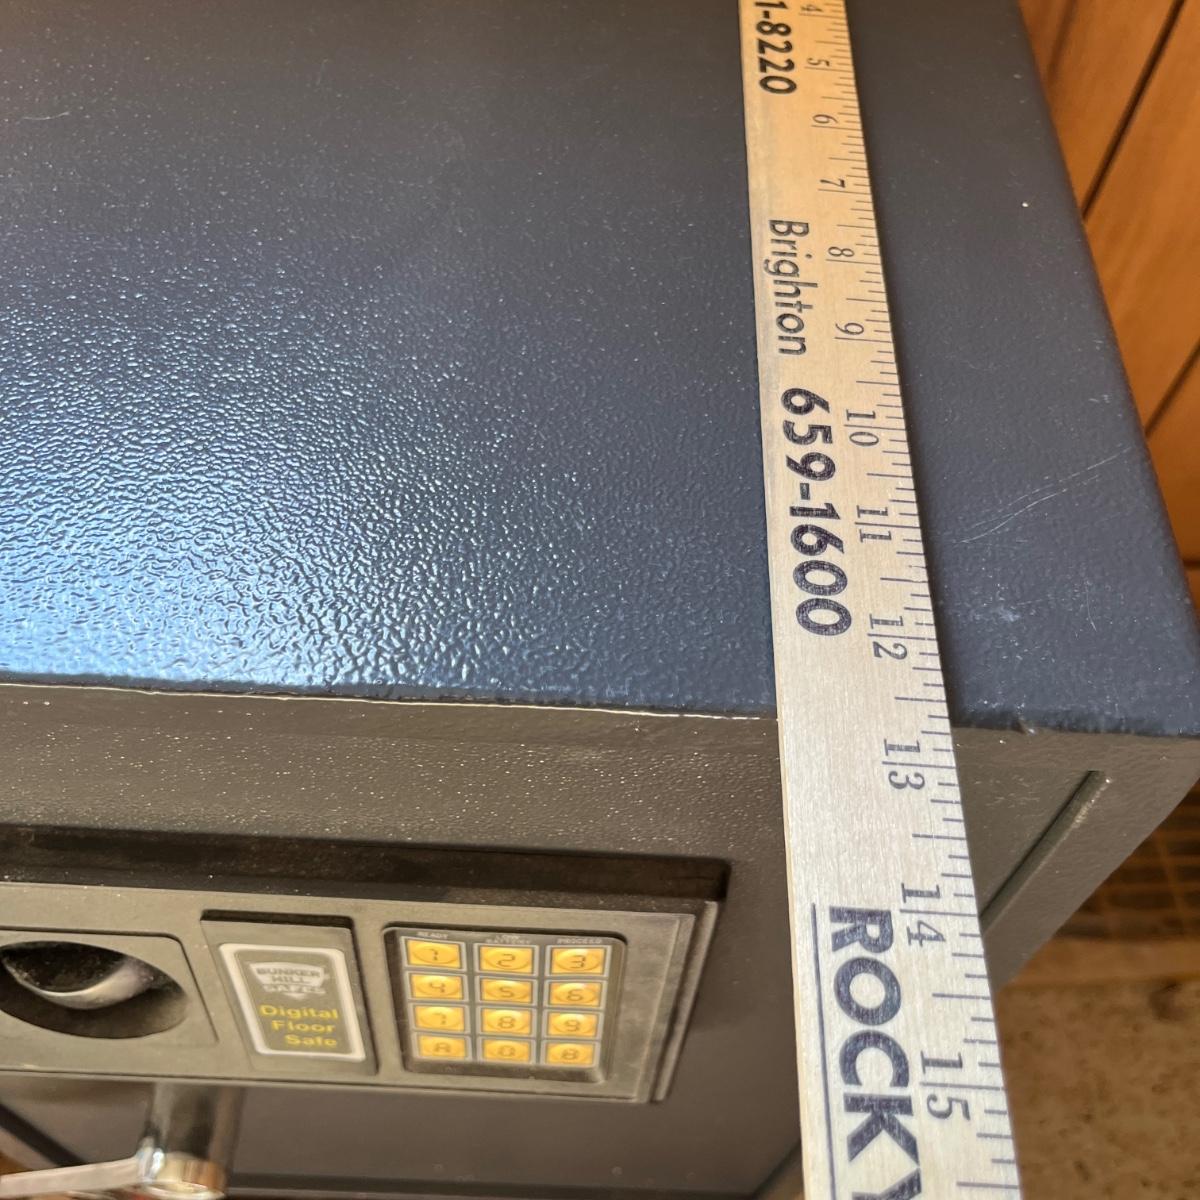 1-8220
Brighton 659-1600
ROCKY
4 5 6 7 8 9 10 11 12 13 14 15
READY LOW BATTERY PROCEED
1 2 3
4 5 6
7 8 9
A 0 B
BUNKER
HILL
SAFES
Digital
Floor
Safe